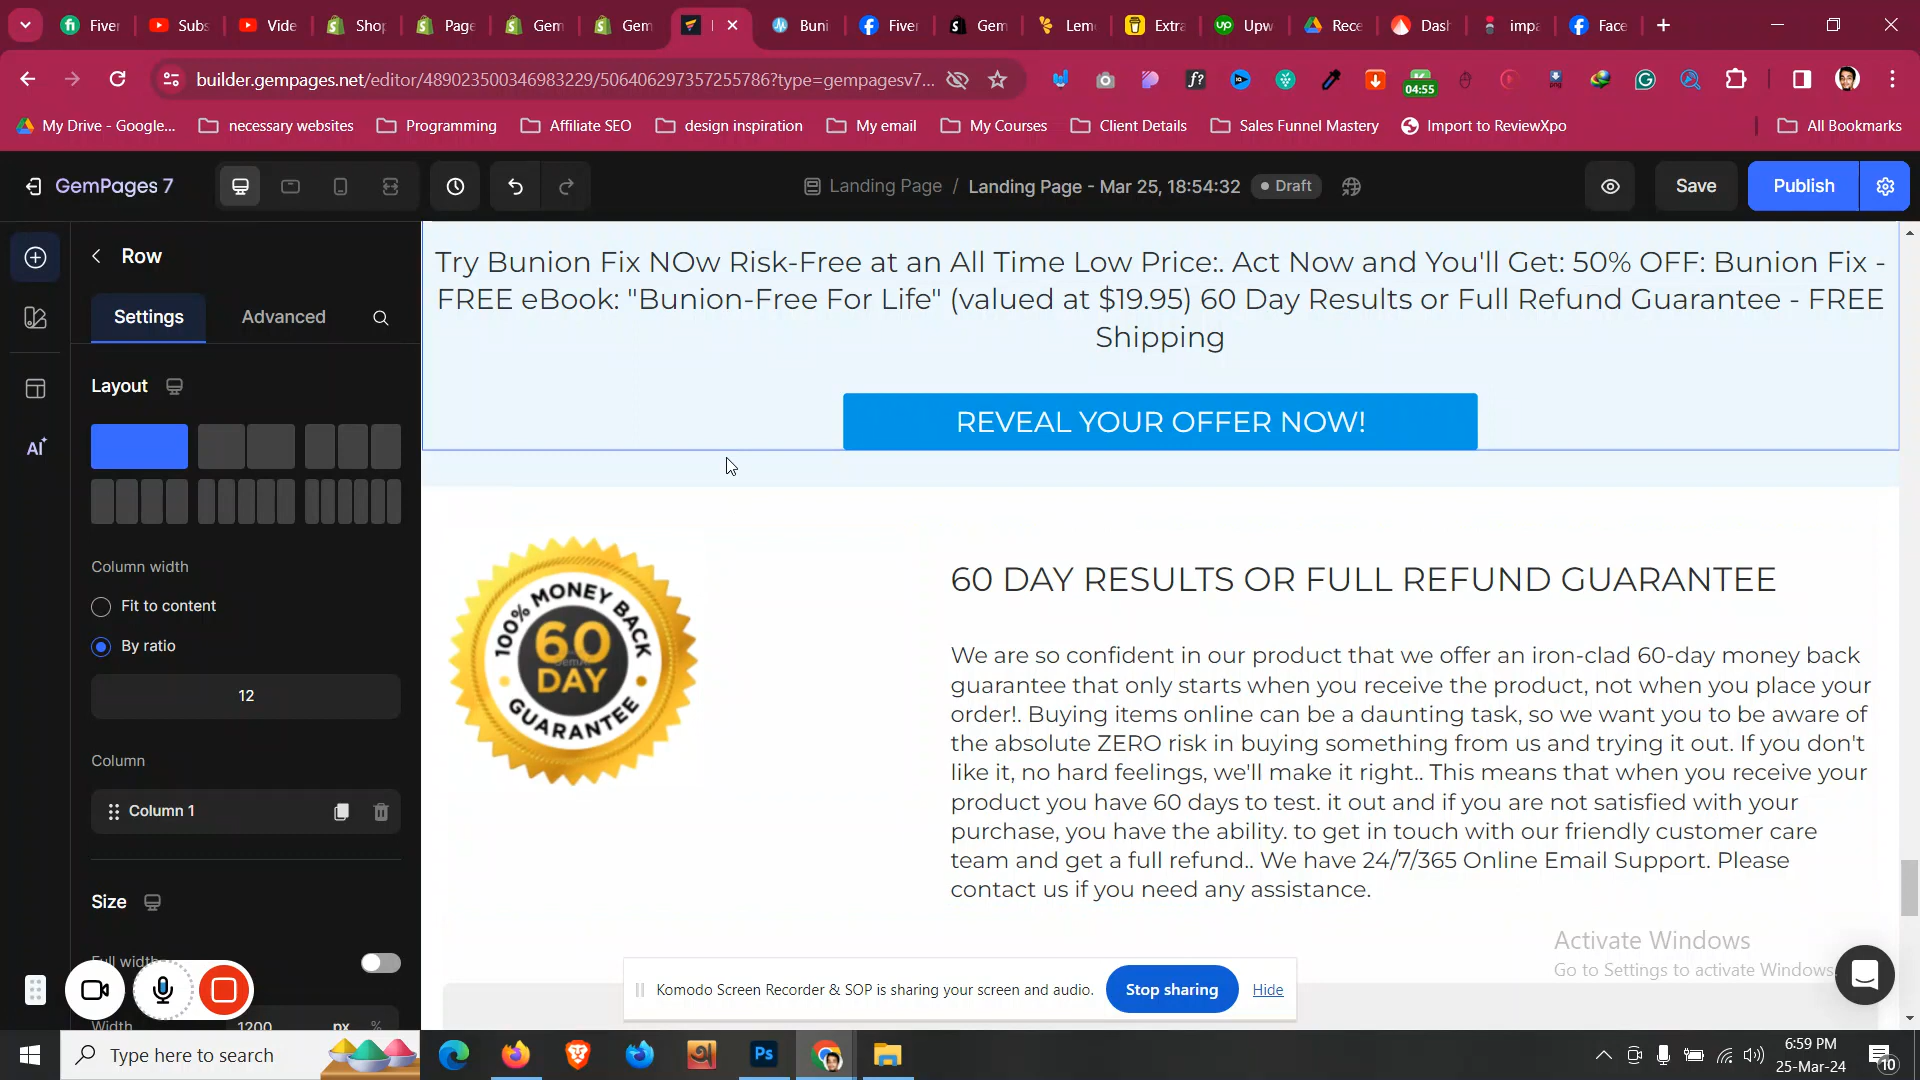 Fiver
Subs
Vide
Shop
Page
Gem
Gem
Buni
Fiver
Gem
Lem
Extra
Upw
Rece
Dash
impa
Face
builder.gempages.net/editor/489023500346983229/506406297357255786?type=gempagesv7...
04:55
My Drive - Google...
necessary websites
Programming
Affiliate SEO
design inspiration
My email
My Courses
Client Details
Sales Funnel Mastery
Import to ReviewXpo
All Bookmarks
GemPages 7
Landing Page / Landing Page - Mar 25, 18:54:32
Draft
Save
Publish
Row
Settings
Advanced
Layout
Column width
Fit to content
By ratio
12
Column
Column 1
Size
Full width
Width
1200
px
%
AI
Try Bunion Fix NOw Risk-Free at an All Time Low Price:. Act Now and You'll Get: 50% OFF: Bunion Fix -
FREE eBook: "Bunion-Free For Life" (valued at $19.95) 60 Day Results or Full Refund Guarantee - FREE
Shipping
REVEAL YOUR OFFER NOW!
100% MONEY BACK
60
DAY
GUARANTEE
60 DAY RESULTS OR FULL REFUND GUARANTEE
We are so confident in our product that we offer an iron-clad 60-day money back
guarantee that only starts when you receive the product, not when you place your
order!. Buying items online can be a daunting task, so we want you to be aware of
the absolute ZERO risk in buying something from us and trying it out. If you don't
like it, no hard feelings, we'll make it right.. This means that when you receive your
product you have 60 days to test. it out and if you are not satisfied with your
purchase, you have the ability. to get in touch with our friendly customer care
team and get a full refund.. We have 24/7/365 Online Email Support. Please
contact us if you need any assistance.
Activate Windows
Go to Settings to activate Windows.
Komodo Screen Recorder & SOP is sharing your screen and audio.
Stop sharing
Hide
Type here to search
Ps
6:59 PM
25-Mar-24
10